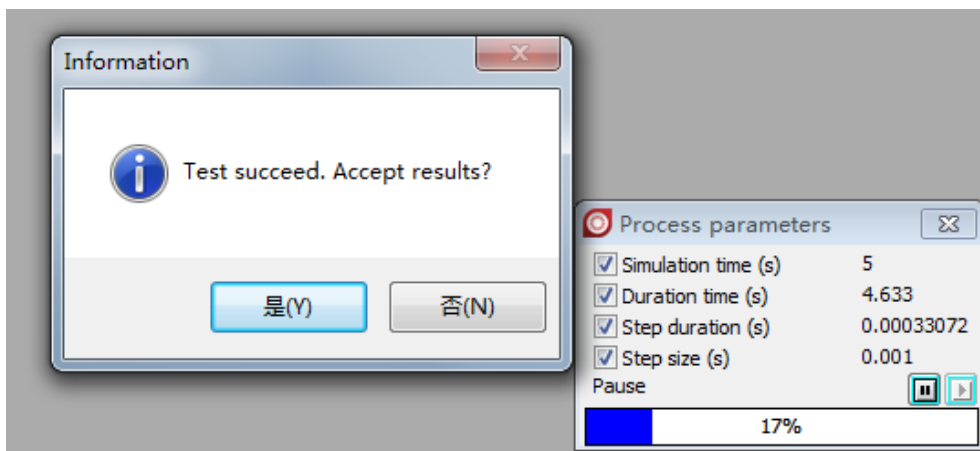 Information
Test succeed. Accept results?
是(Y)
否(N)
Process parameters
Simulation time (s) 5
Duration time (s) 4.633
Step duration (s) 0.00033072
Step size (s) 0.001
Pause
17%